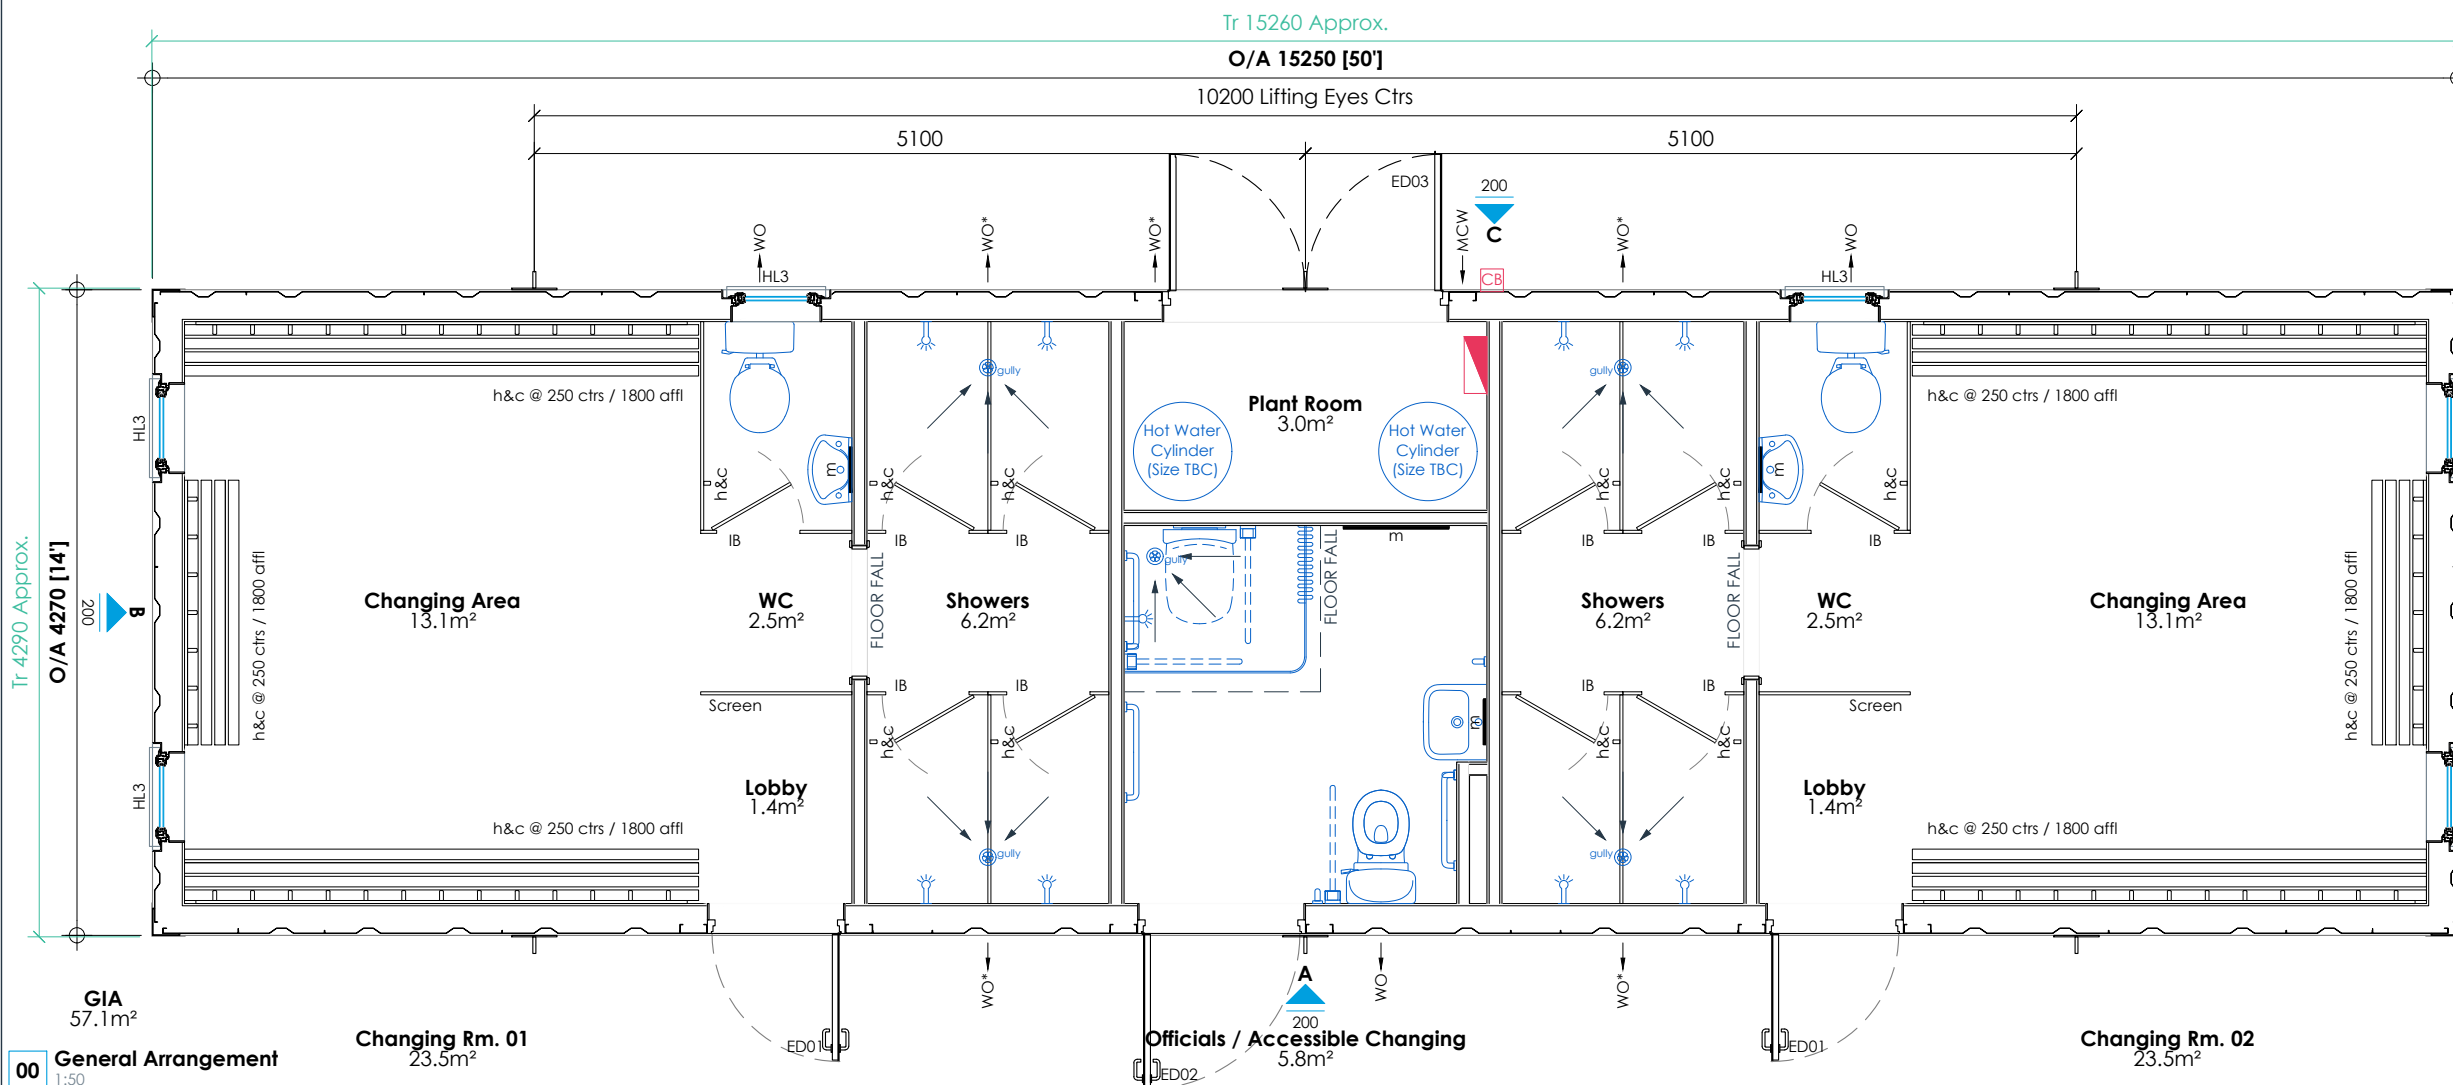 Tr 15260 Approx.
O/A 15250 [50']
10200 Lifting Eyes Ctrs
5100
5100
ED03
200
C
WO
WO*
WO*
MCW
WO*
WO
HL3
CB
HL3
Tr 4290 Approx.
O/A 4270 [14']
200
B
HL3
HL3
h&c @ 250 ctrs / 1800 affl
h&c @ 250 ctrs / 1800 affl
h&c @ 250 ctrs / 1800 affl
Changing Area
13.1m²
h&c
m
IB
WC
2.5m²
Screen
Lobby
1.4m²
FLOOR FALL
gully
h&c
h&c
IB
IB
Showers
6.2m²
IB
IB
h&c
h&c
gully
Plant Room
3.0m²
Hot Water
Cylinder
(Size TBC)
Hot Water
Cylinder
(Size TBC)
m
gully
FLOOR FALL
m
gully
h&c
h&c
IB
IB
Showers
6.2m²
IB
IB
h&c
h&c
gully
FLOOR FALL
m
h&c
IB
WC
2.5m²
Screen
Lobby
1.4m²
h&c @ 250 ctrs / 1800 affl
Changing Area
13.1m²
h&c @ 250 ctrs / 1800 affl
h&c @ 250 ctrs / 1800 affl
WO*
A
200
WO
WO*
GIA
57.1m²
Changing Rm. 01
23.5m²
ED01
Officials / Accessible Changing
5.8m²
ED02
ED01
Changing Rm. 02
23.5m²
00
General Arrangement
1:50